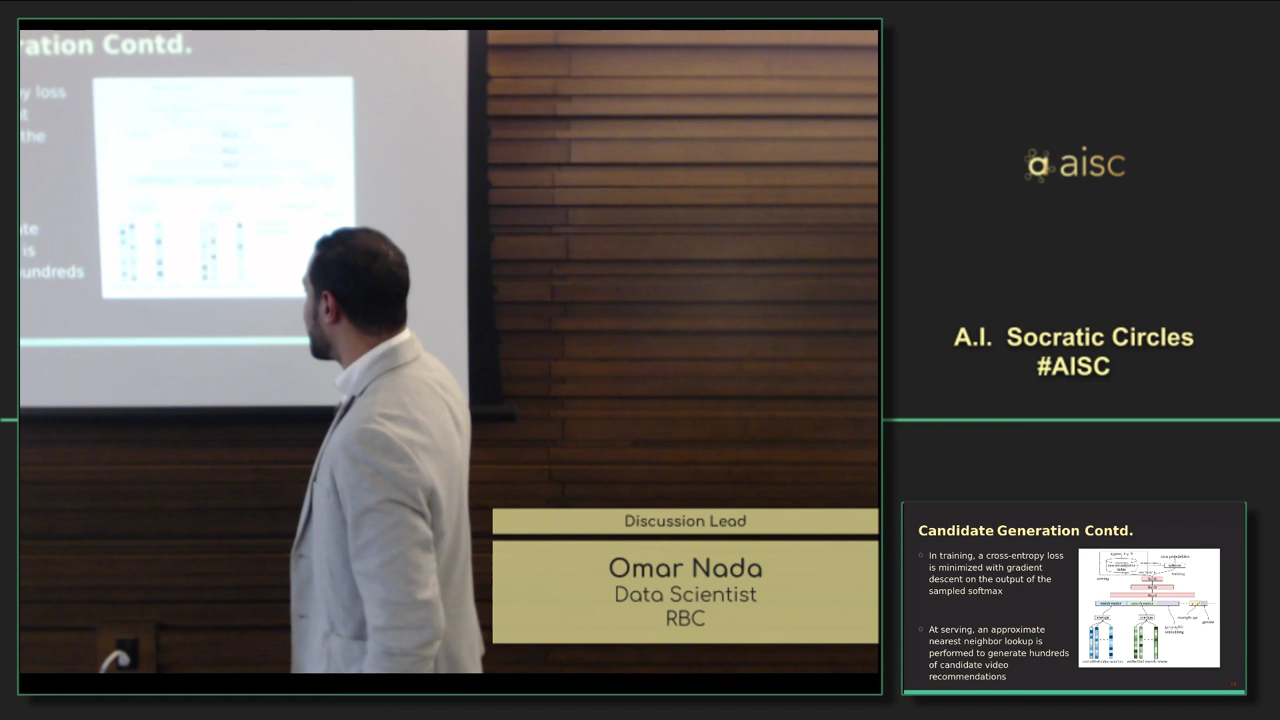 ration Contd.
y loss
t
the
te
is
undreds
Discussion Lead
Omar Nada
Data Scientist
RBC
aisc
A.I. Socratic Circles
#AISC
Candidate Generation Contd.
In training, a cross-entropy loss
is minimized with gradient
descent on the output of the
sampled softmax
At serving, an approximate
nearest neighbor lookup is
performed to generate hundreds
of candidate video
recommendations